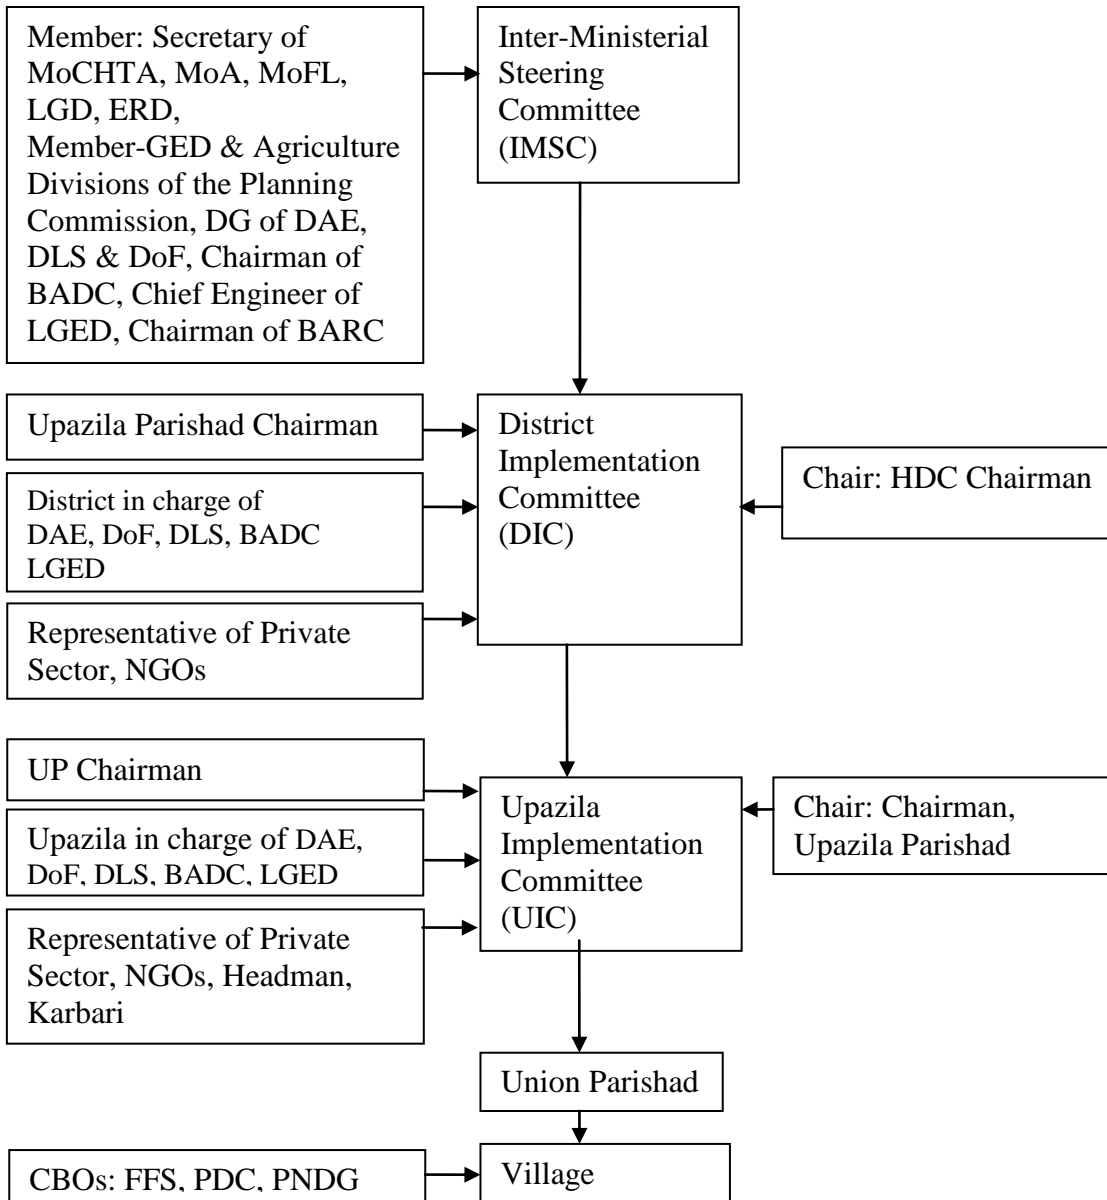 Member: Secretary of
MoCHTA, MoA, MoFL,
LGD, ERD,
Member-GED & Agriculture
Divisions of the Planning
Commission, DG of DAE,
DLS & DoF, Chairman of
BADC, Chief Engineer of
LGED, Chairman of BARC
Inter-Ministerial
Steering
Committee
(IMSC)
Upazila Parishad Chairman
District in charge of
DAE, DoF, DLS, BADC
LGED
Representative of Private
Sector, NGOs
District
Implementation
Committee
(DIC)
Chair: HDC Chairman
UP Chairman
Upazila in charge of DAE,
DoF, DLS, BADC, LGED
Representative of Private
Sector, NGOs, Headman,
Karbari
Upazila
Implementation
Committee
(UIC)
Chair: Chairman,
Upazila Parishad
Union Parishad
CBOs: FFS, PDC, PNDG
Village